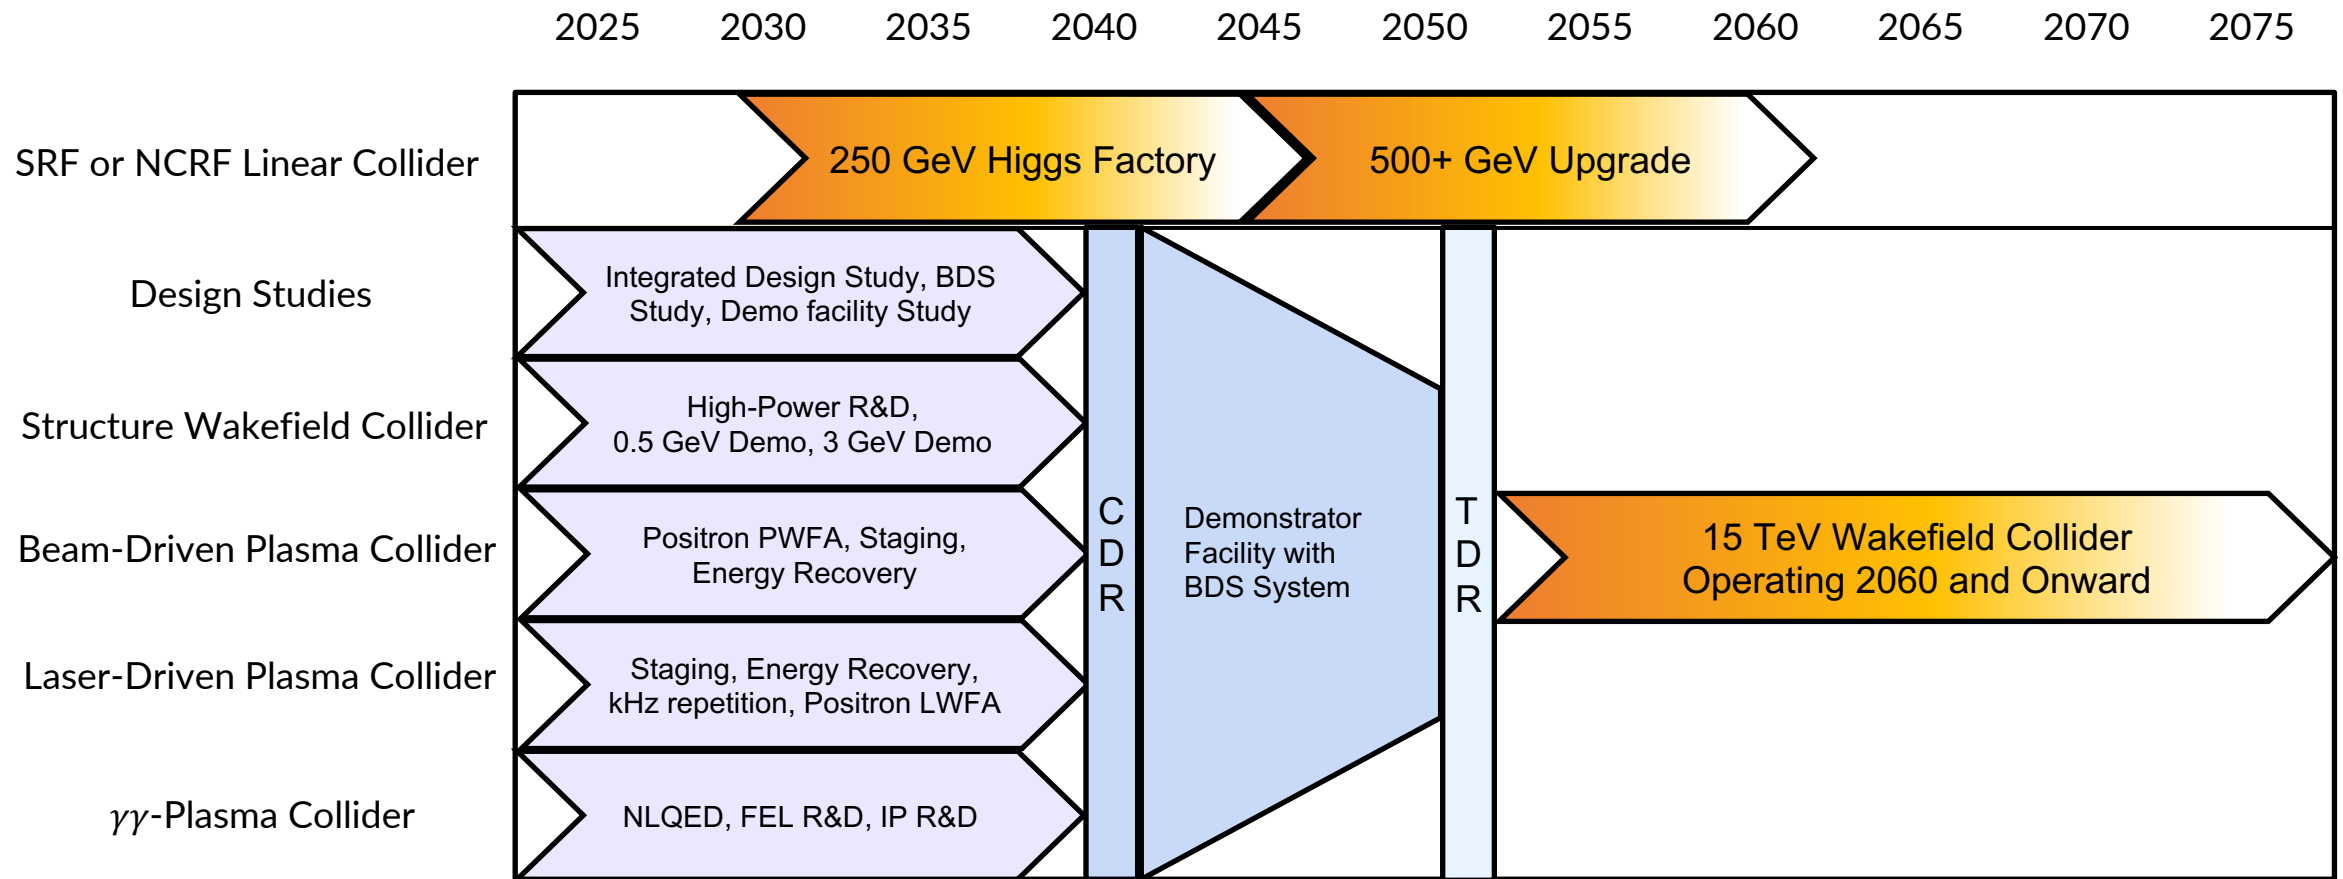 2025 2030 2035 2040 2045 2050 2055 2060 2065 2070 2075
SRF or NCRF Linear Collider
250 GeV Higgs Factory
500+ GeV Upgrade
Design Studies
Integrated Design Study, BDS
Study, Demo facility Study
Structure Wakefield Collider
High-Power R&D,
0.5 GeV Demo, 3 GeV Demo
Beam-Driven Plasma Collider
Positron PWFA, Staging,
Energy Recovery
Laser-Driven Plasma Collider
Staging, Energy Recovery,
kHz repetition, Positron LWFA
γγ-Plasma Collider
NLQED, FEL R&D, IP R&D
C
D
R
Demonstrator
Facility with
BDS System
T
D
R
15 TeV Wakefield Collider
Operating 2060 and Onward